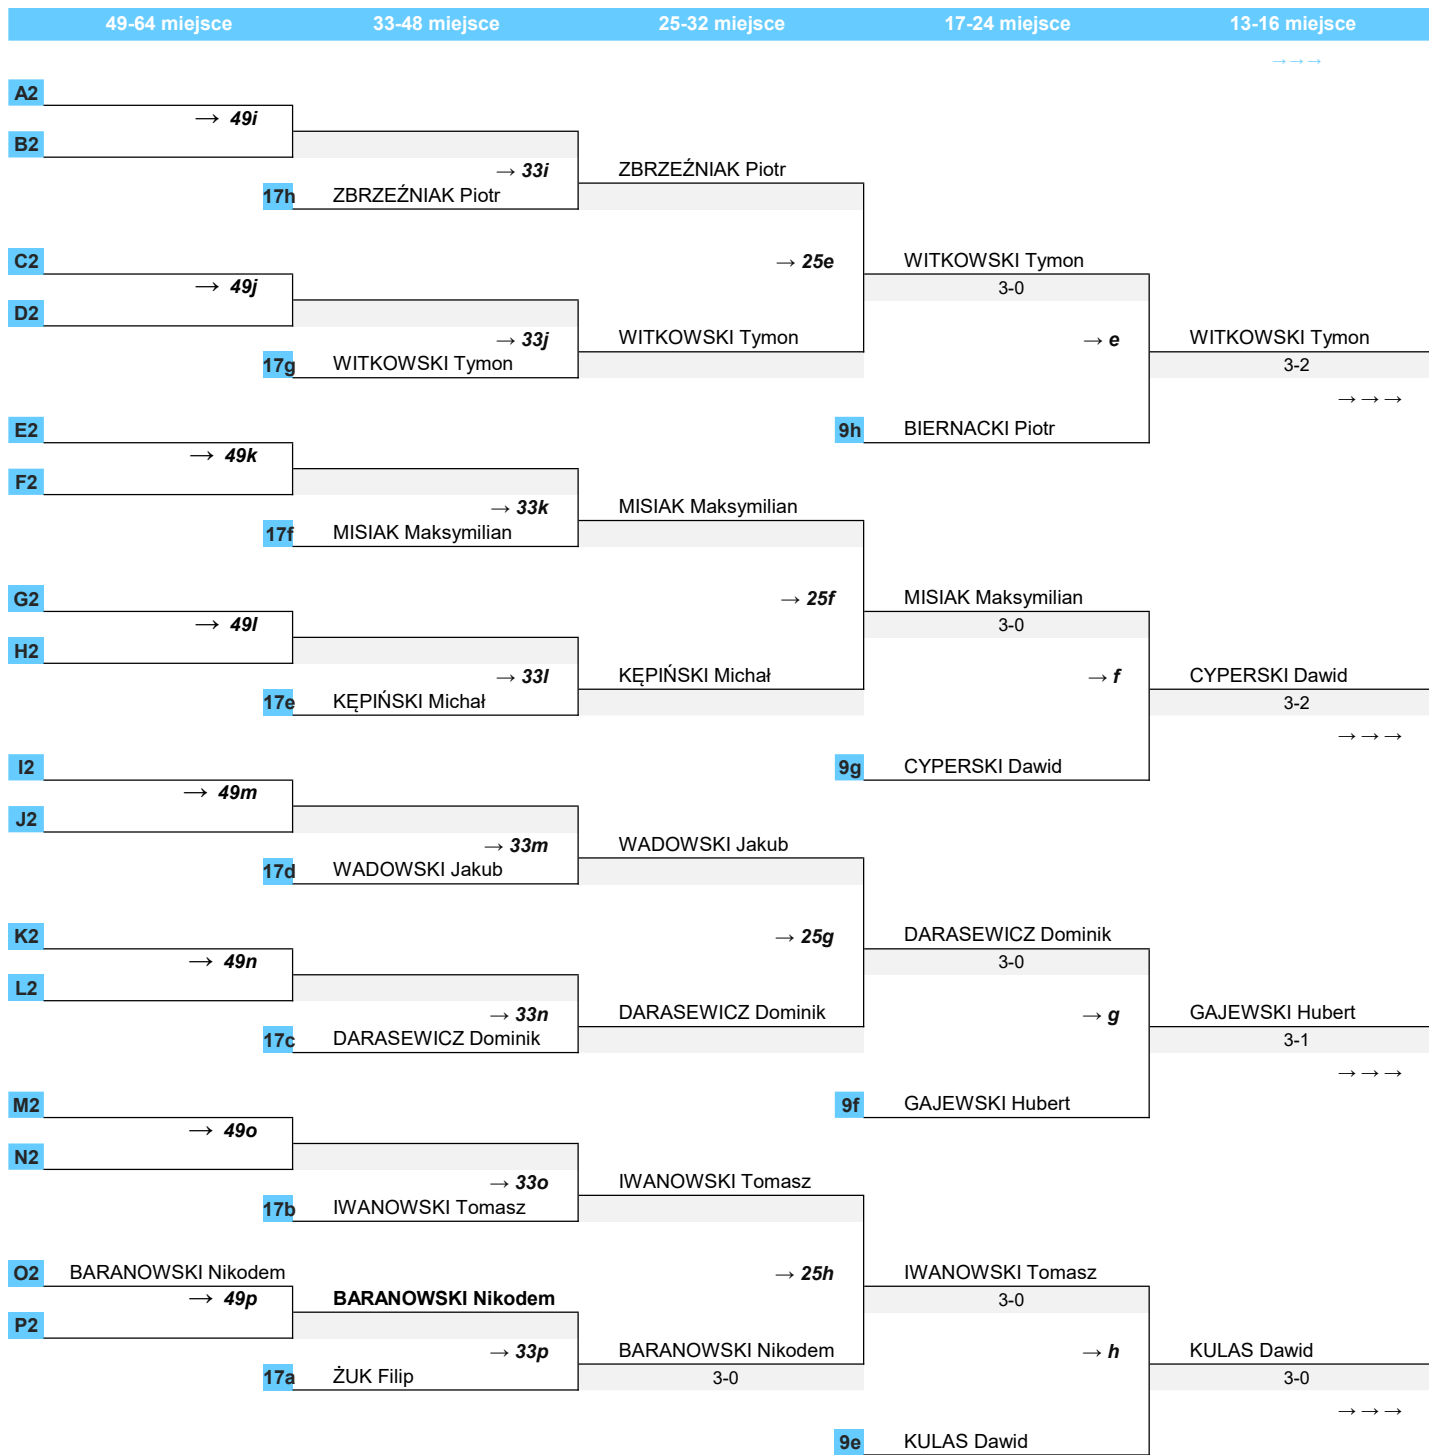 49-64 miejsce 33-48 miejsce 25-32 miejsce 17-24 miejsce 13-16 miejsce
→→→
A2
→ 49i
B2
→ 33i ZBRZEŹNIAK Piotr
17h ZBRZEŹNIAK Piotr
C2 → 25e WITKOWSKI Tymon
→ 49j 3-0
D2
→ 33j WITKOWSKI Tymon → e WITKOWSKI Tymon
17g WITKOWSKI Tymon 3-2
→→→
E2 9h BIERNACKI Piotr
→ 49k
F2
→ 33k MISIAK Maksymilian
17f MISIAK Maksymilian
G2 → 25f MISIAK Maksymilian
→ 49l 3-0
H2
→ 33l KĘPIŃSKI Michał → f CYPERSKI Dawid
17e KĘPIŃSKI Michał 3-2
→→→
I2 9g CYPERSKI Dawid
→ 49m
J2
→ 33m WADOWSKI Jakub
17d WADOWSKI Jakub
K2 → 25g DARASEWICZ Dominik
→ 49n 3-0
L2
→ 33n DARASEWICZ Dominik → g GAJEWSKI Hubert
17c DARASEWICZ Dominik 3-1
→→→
M2 9f GAJEWSKI Hubert
→ 49o
N2
→ 33o IWANOWSKI Tomasz
17b IWANOWSKI Tomasz
O2 BARANOWSKI Nikodem → 25h IWANOWSKI Tomasz
→ 49p BARANOWSKI Nikodem 3-0
P2
→ 33p BARANOWSKI Nikodem → h KULAS Dawid
17a ŻUK Filip 3-0 3-0
→→→
9e KULAS Dawid